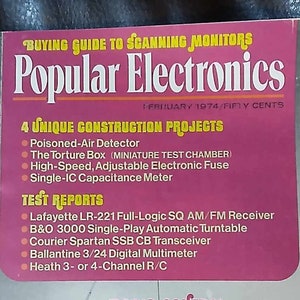 BUYING GUIDE TO SCANNING MONITORS
Popular Electronics
FEBRUARY 1974/FIFTY CENTS
4 UNIQUE CONSTRUCTION PROJECTS
• Poisoned-Air Detector
• The Torture Box (MINIATURE TEST CHAMBER)
• High-Speed, Adjustable Electronic Fuse
• Single-IC Capacitance Meter
TEST REPORTS
• Lafayette LR-221 Full-Logic SQ AM/FM Receiver
• B&O 3000 Single-Play Automatic Turntable
• Courier Spartan SSB CB Transceiver
• Ballantine 3/24 Digital Multimeter
• Heath 3- or 4-Channel R/C